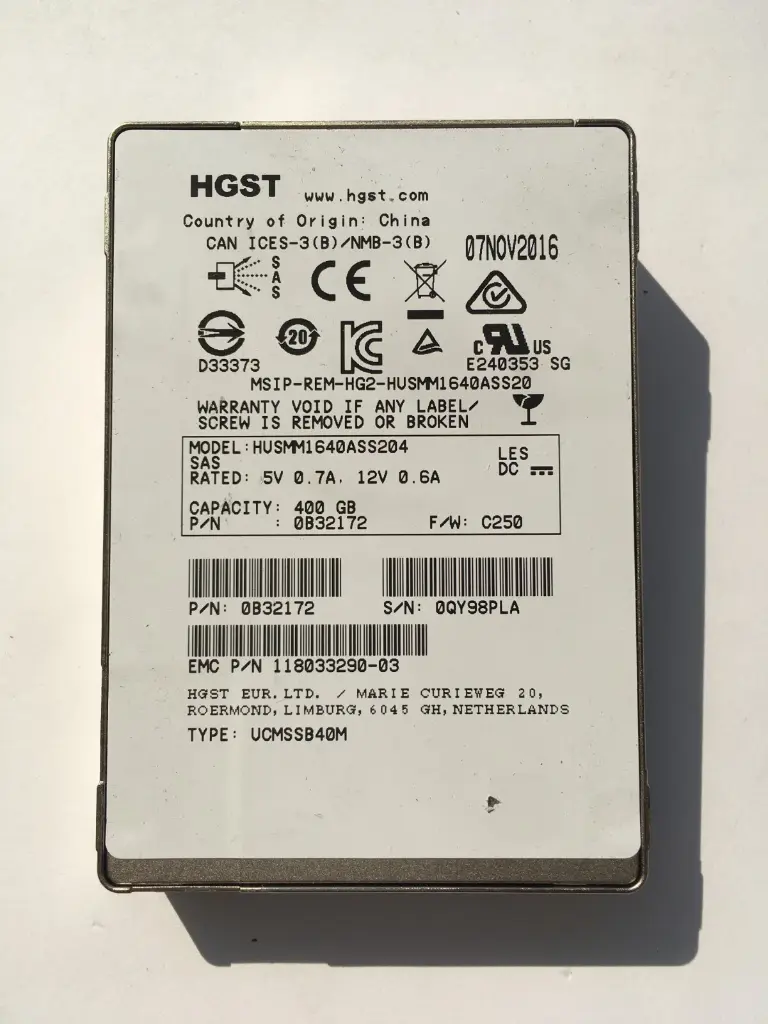 HGST www.hgst.com
Country of Origin: China
CAN ICES-3(B)/NMB-3(B)
07NOV2016
SAS
CE
D33373
20
KC
C RU US
E240353 SG
MSIP-REM-HG2-HUSMM1640ASS20
WARRANTY VOID IF ANY LABEL/
SCREW IS REMOVED OR BROKEN
MODEL:HUSMM1640ASS204
SAS
RATED: 5V 0.7A, 12V 0.6A
LES
DC
CAPACITY: 400 GB
P/N : 0B32172 F/W: C250
P/N: 0B32172 S/N: 0QY98PLA
EMC P/N 118033290-03
HGST EUR.LTD. / MARIE CURIEWEG 20,
ROERMOND,LIMBURG, 6045 GH,NETHERLANDS
TYPE: UCMSSB40M